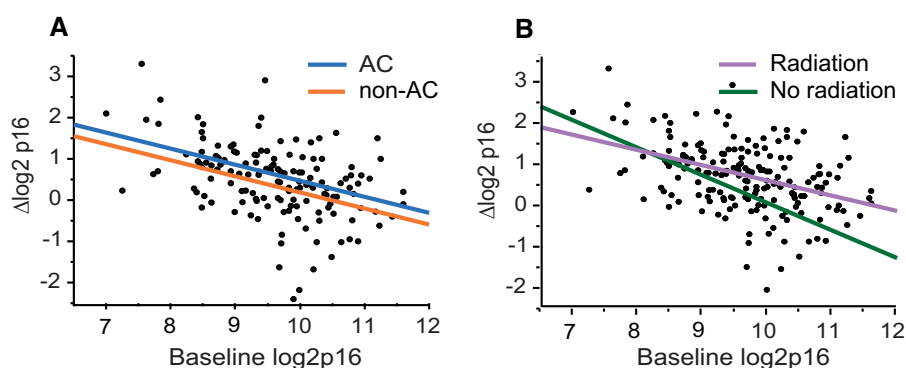 A
AC
non-AC
3
2
1
0
-1
-2
Δlog2 p16
7 8 9 10 11 12
Baseline log2p16
B
Radiation
No radiation
3
2
1
0
-1
-2
Δlog2 p16
7 8 9 10 11 12
Baseline log2p16